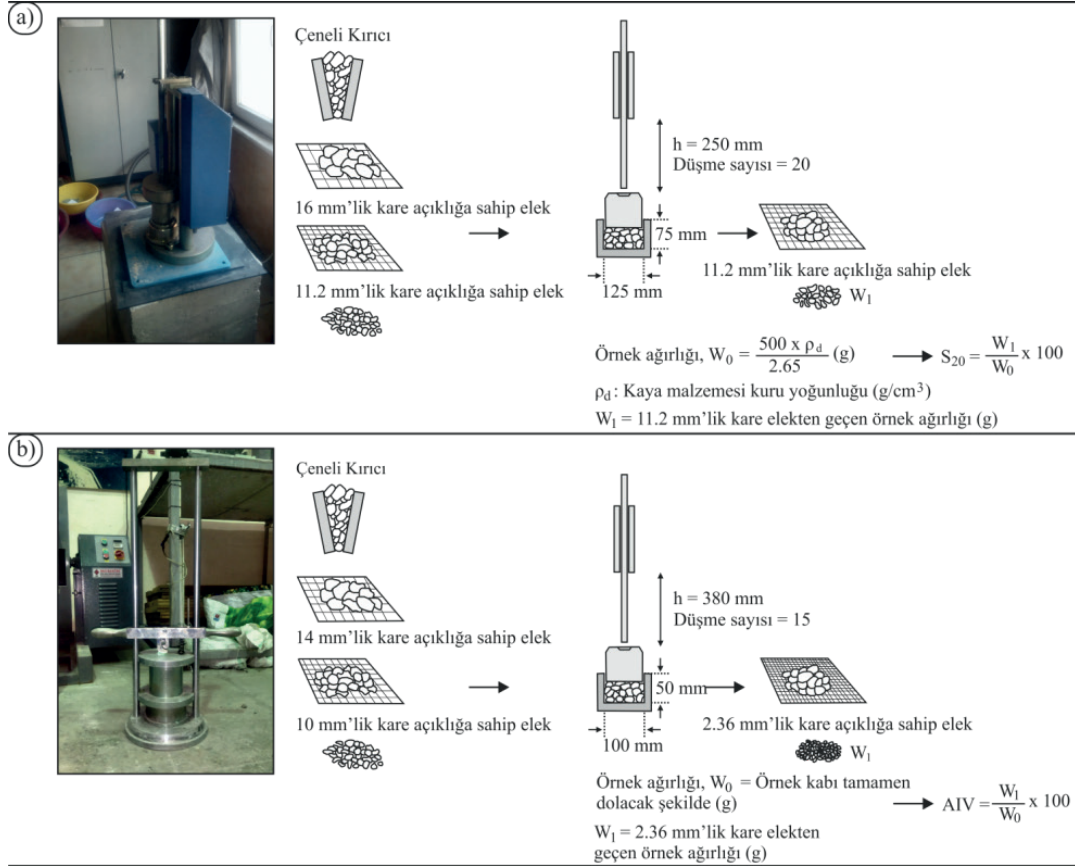 a)
Çeneli Kırıcı
16 mm'lik kare açıklığa sahip elek
11.2 mm'lik kare açıklığa sahip elek
h = 250 mm
Düşme sayısı = 20
75 mm
125 mm
11.2 mm'lik kare açıklığa sahip elek
W₁
Örnek ağırlığı, W₀ = 500 x ρd / 2.65 (g) → S₂₀ = W₁ / W₀ x 100
ρd : Kaya malzemesi kuru yoğunluğu (g/cm³)
W₁ = 11.2 mm'lik kare elekten geçen örnek ağırlığı (g)
b)
Çeneli Kırıcı
14 mm'lik kare açıklığa sahip elek
10 mm'lik kare açıklığa sahip elek
h = 380 mm
Düşme sayısı = 15
50 mm
100 mm
2.36 mm'lik kare açıklığa sahip elek
W₁
Örnek ağırlığı, W₀ = Örnek kabı tamamen
dolacak şekilde (g) → AIV = W₁ / W₀ x 100
W₁ = 2.36 mm'lik kare elekten
geçen örnek ağırlığı (g)